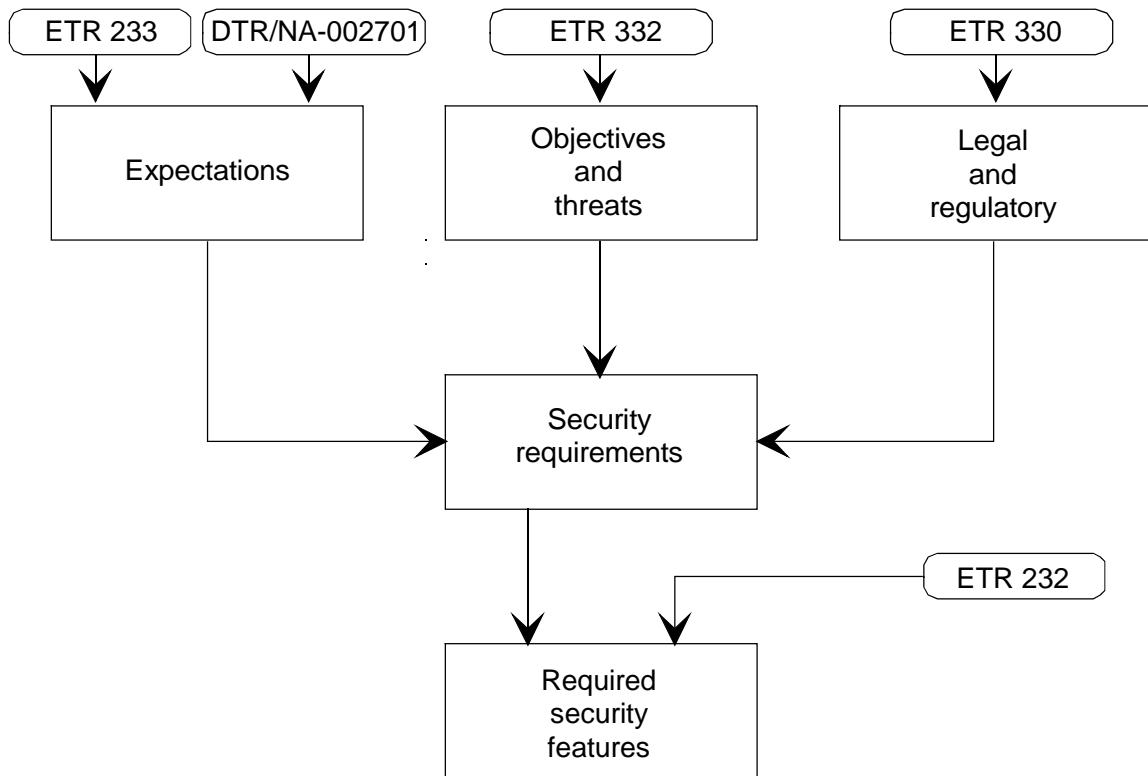 ETR 233
DTR/NA-002701
ETR 332
ETR 330
Expectations
Objectives
and
threats
Legal
and
regulatory
Security
requirements
ETR 232
Required
security
features